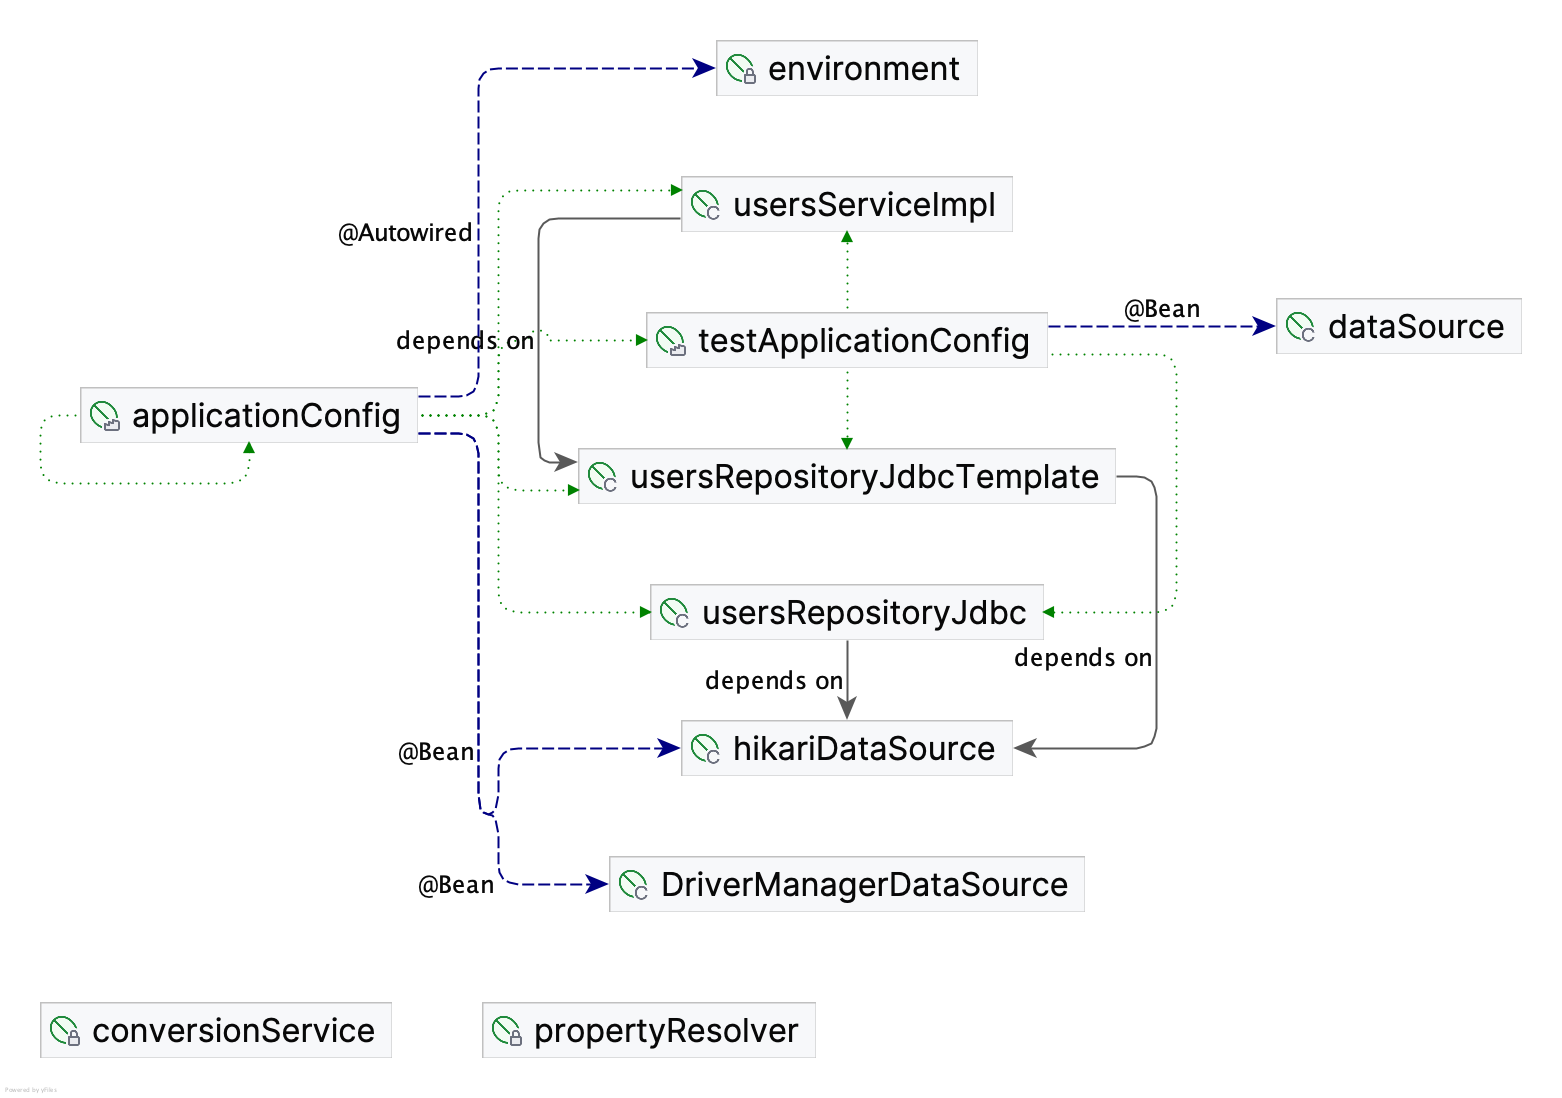 environment
@Autowired
usersServiceImpl
@Bean
dataSource
depends on
testApplicationConfig
applicationConfig
usersRepositoryJdbcTemplate
usersRepositoryJdbc
depends on
depends on
@Bean
hikariDataSource
@Bean
DriverManagerDataSource
conversionService
propertyResolver
Powered by yFiles